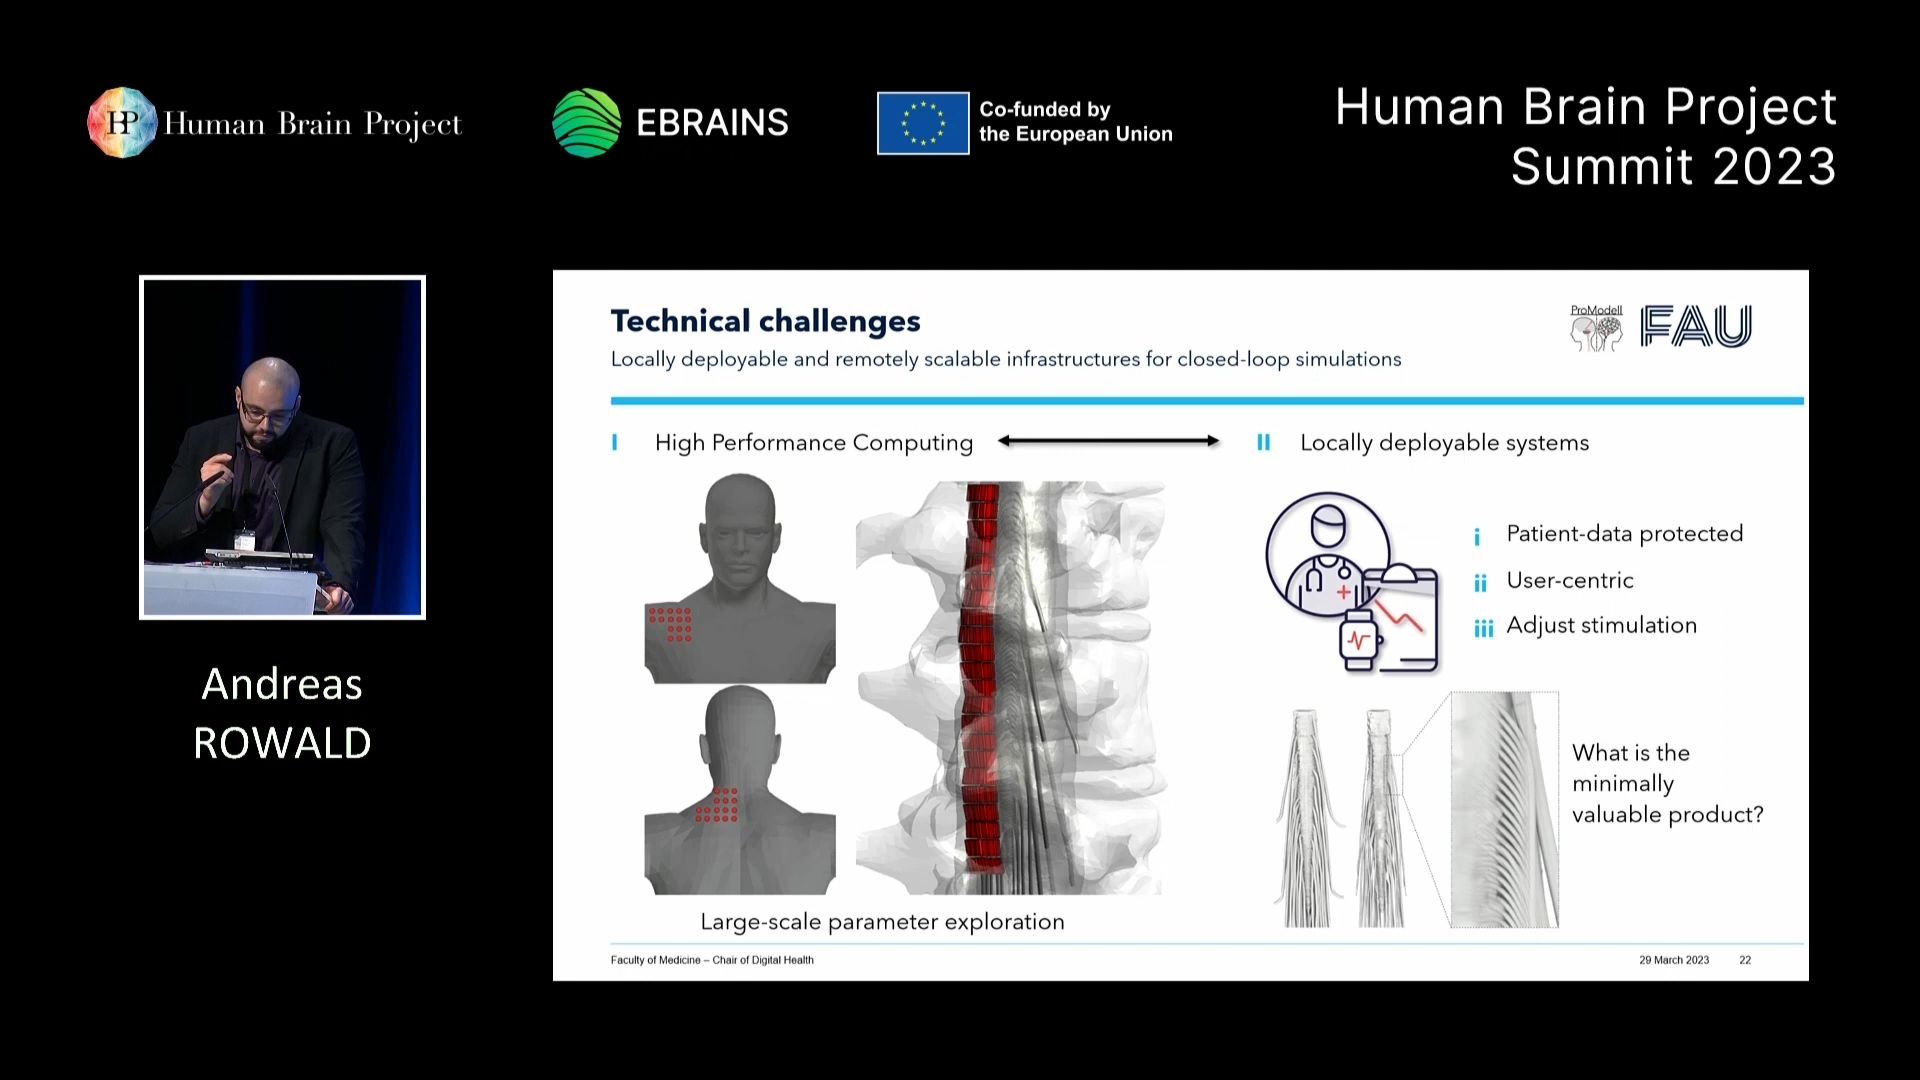 HP Human Brain Project
EBRAINS
Co-funded by
the European Union
Human Brain Project
Summit 2023
Andreas
ROWALD
Technical challenges
Locally deployable and remotely scalable infrastructures for closed-loop simulations
ProModell
FAU
I High Performance Computing
II Locally deployable systems
i Patient-data protected
ii User-centric
iii Adjust stimulation
What is the
minimally
valuable product?
Large-scale parameter exploration
Faculty of Medicine – Chair of Digital Health
29 March 2023
22